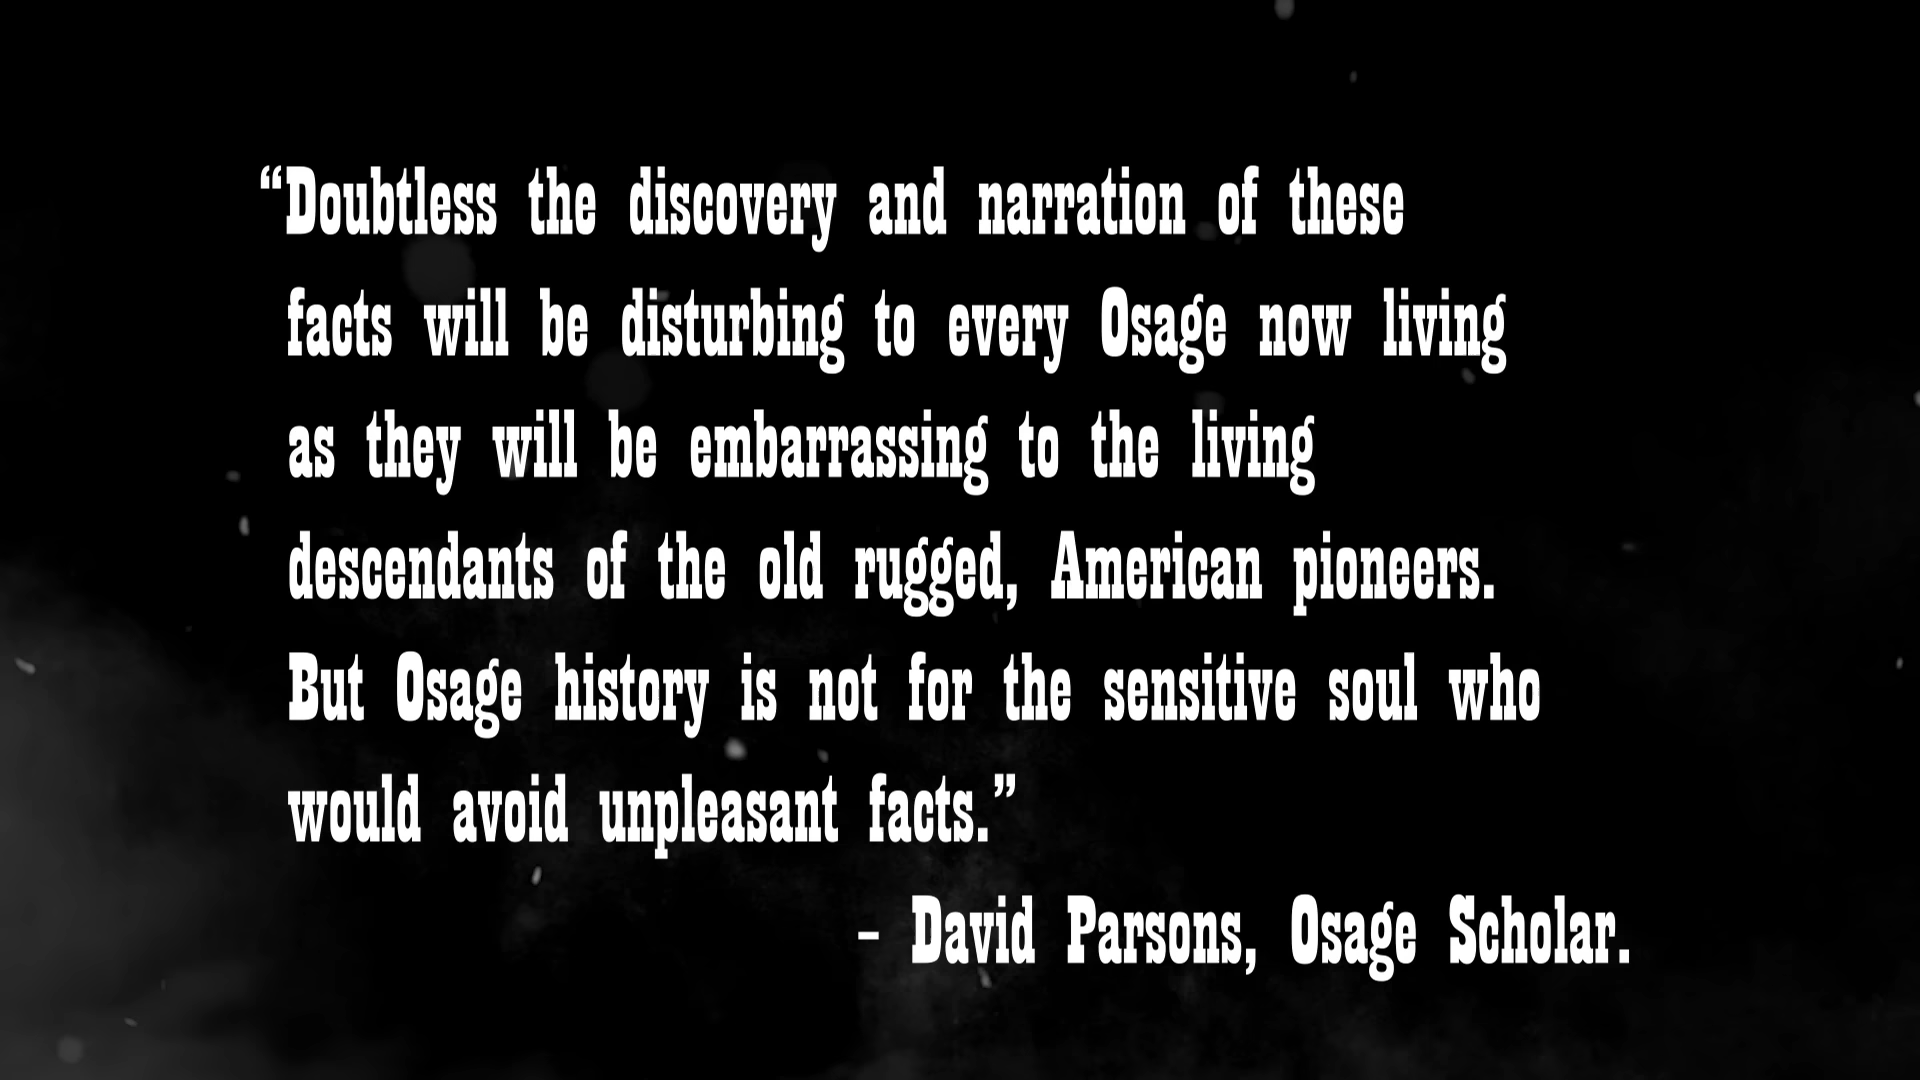 “Doubtless the discovery and narration of these
facts will be disturbing to every Osage now living
as they will be embarrassing to the living
descendants of the old rugged, American pioneers.
But Osage history is not for the sensitive soul who
would avoid unpleasant facts.”
- David Parsons, Osage Scholar.